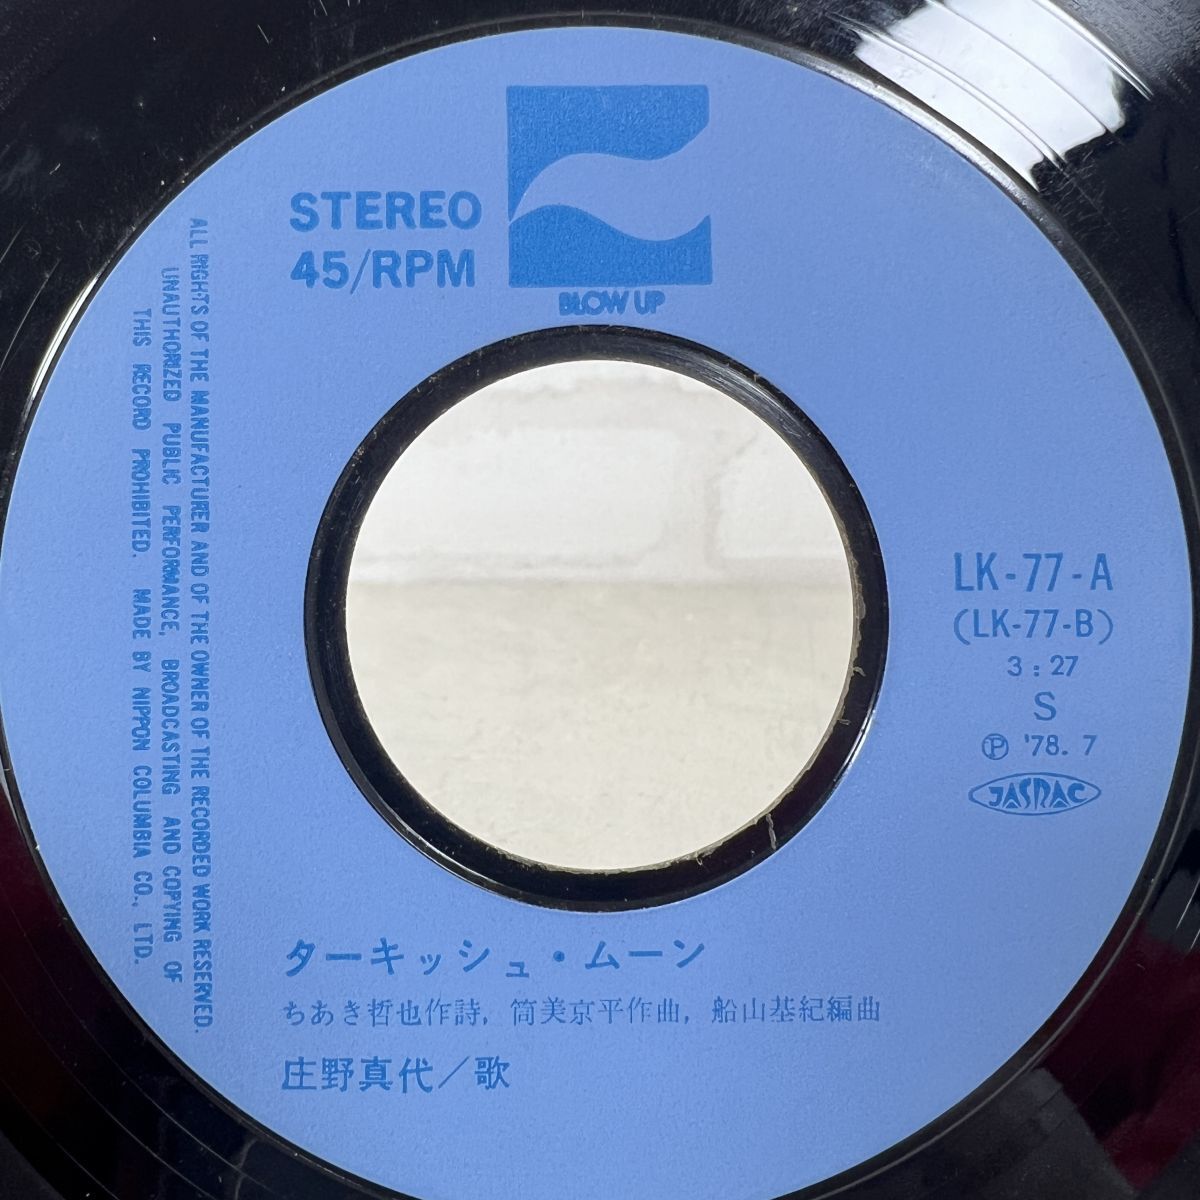 STEREO
45/RPM
BLOW UP
ALL RIGHTS OF THE MANUFACTURER AND OF THE OWNER OF THE RECORDED WORK RESERVED.
UNAUTHORIZED PUBLIC PERFORMANCE, BROADCASTING AND COPYING OF
THIS RECORD PROHIBITED. MADE BY NIPPON COLUMBIA CO., LTD.
LK-77-A
(LK-77-B)
3:27
S
Ⓟ '78. 7
JASRAC
ターキッシュ・ムーン
ちあき哲也作詩, 筒美京平作曲, 船山基紀編曲
庄野真代／歌